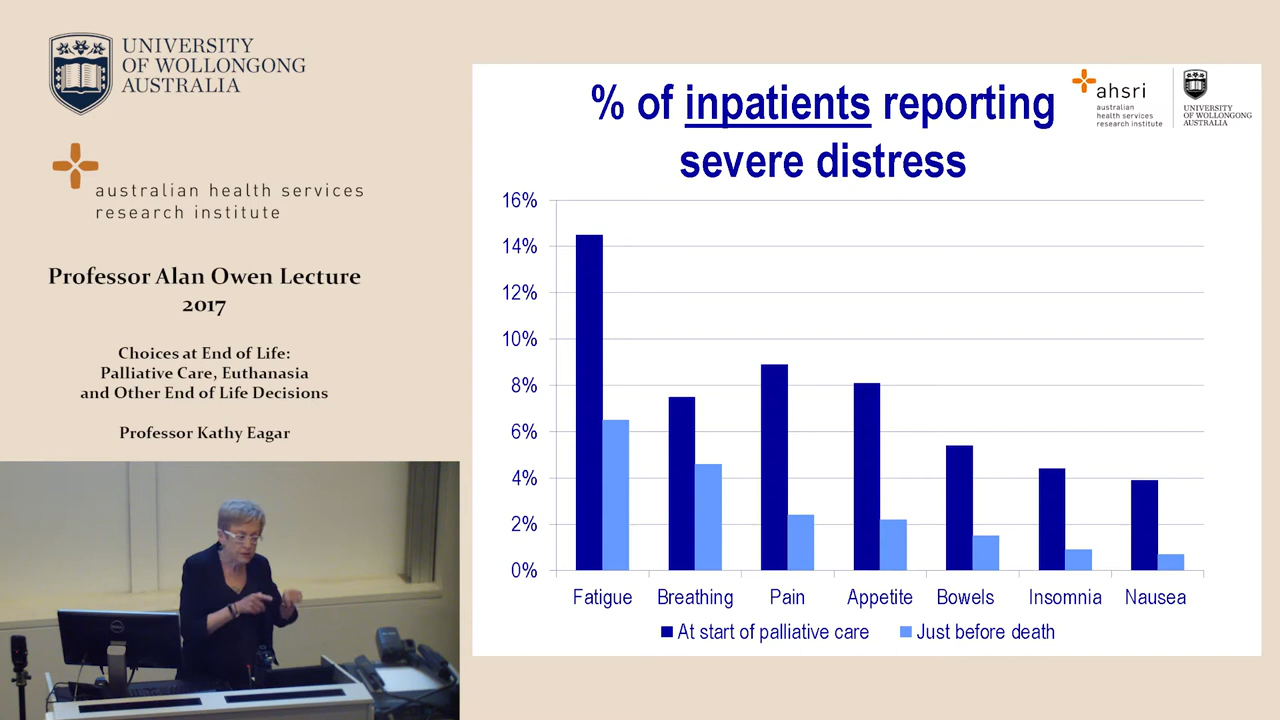 UNIVERSITY
OF WOLLONGONG
AUSTRALIA
australian health services
research institute
Professor Alan Owen Lecture
2017
Choices at End of Life:
Palliative Care, Euthanasia
and Other End of Life Decisions
Professor Kathy Eagar
% of inpatients reporting
severe distress
ahsri
australian
health services
research institute
UNIVERSITY
OF WOLLONGONG
AUSTRALIA
16%
14%
12%
10%
8%
6%
4%
2%
0%
Fatigue Breathing Pain Appetite Bowels Insomnia Nausea
At start of palliative care Just before death
DELL